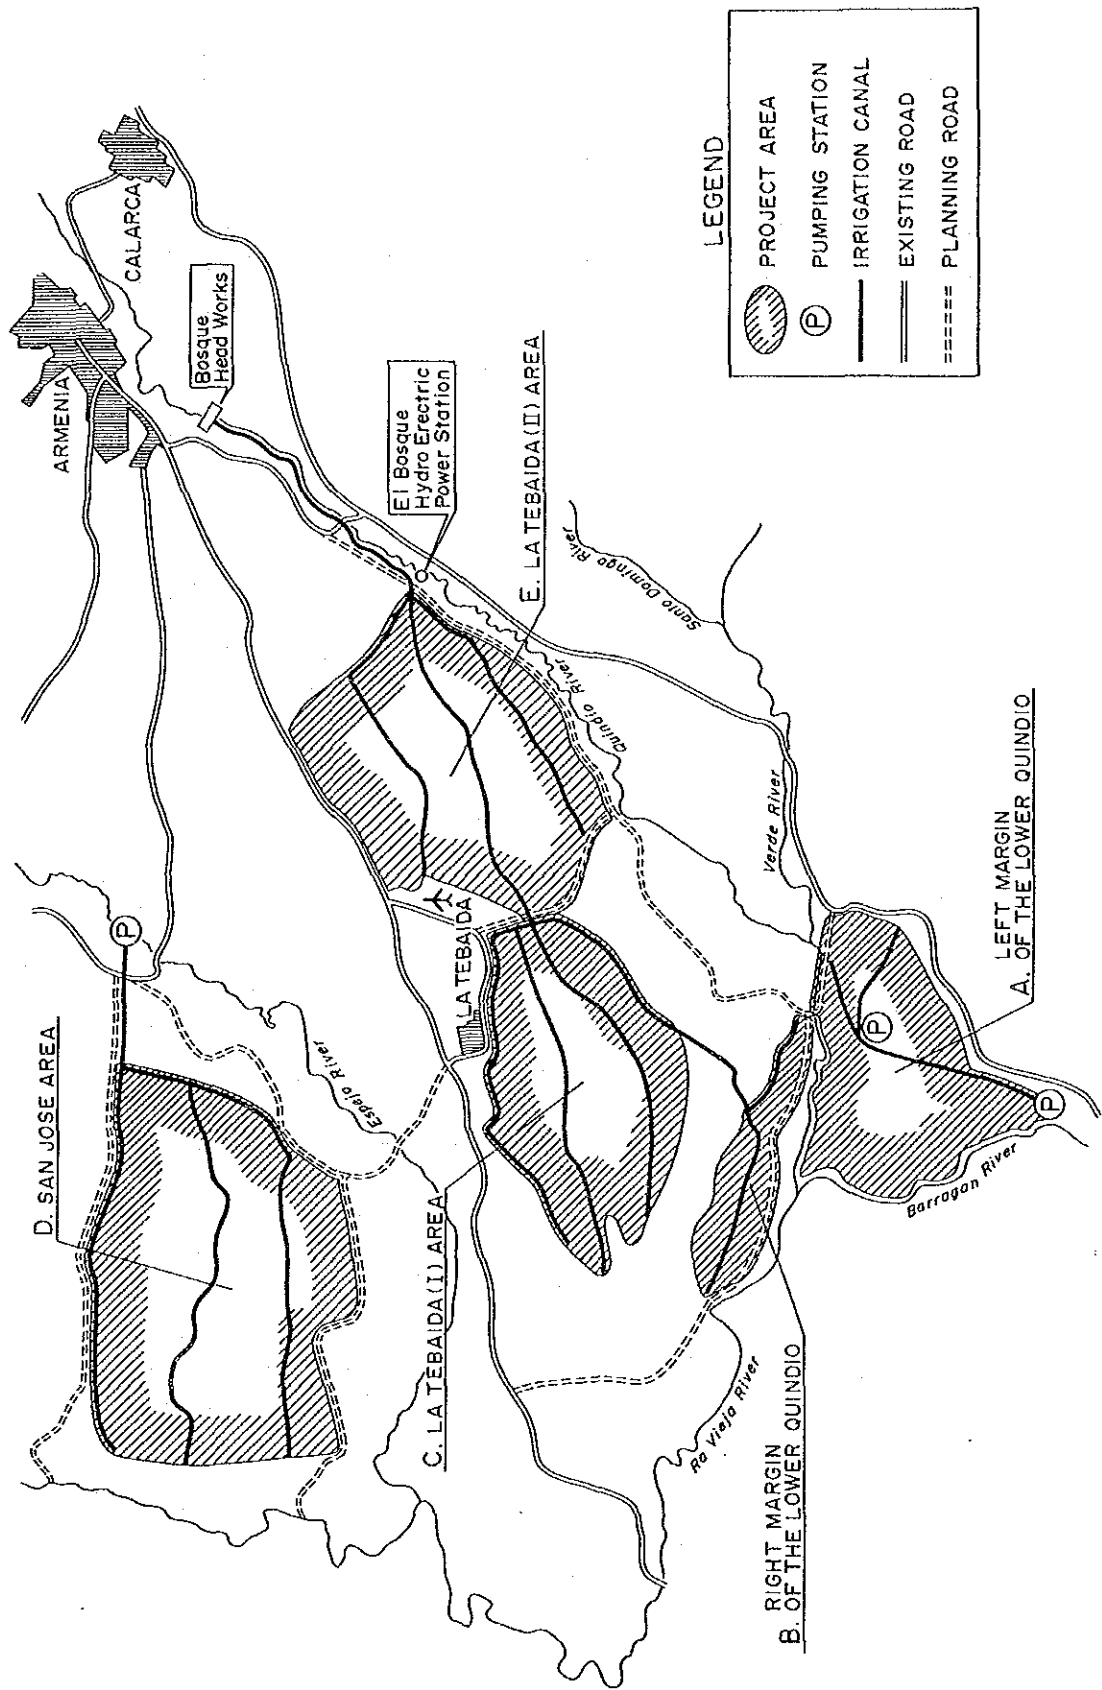 ARMENIA
CALARCA
Bosque
Head Works
El Bosque
Hydro Erectric
Power Station
E. LA TEBAIDA(II) AREA
Santo Domingo River
Quindio River
Verde River
LA TEBAIDA
P
D. SAN JOSE AREA
Espejo River
C. LA TEBAIDA(I) AREA
LEFT MARGIN
A. OF THE LOWER QUINDIO
P
P
Barragan River
RIGHT MARGIN
B. OF THE LOWER QUINDIO
Ra Vieja River
LEGEND
PROJECT AREA
P PUMPING STATION
IRRIGATION CANAL
EXISTING ROAD
PLANNING ROAD